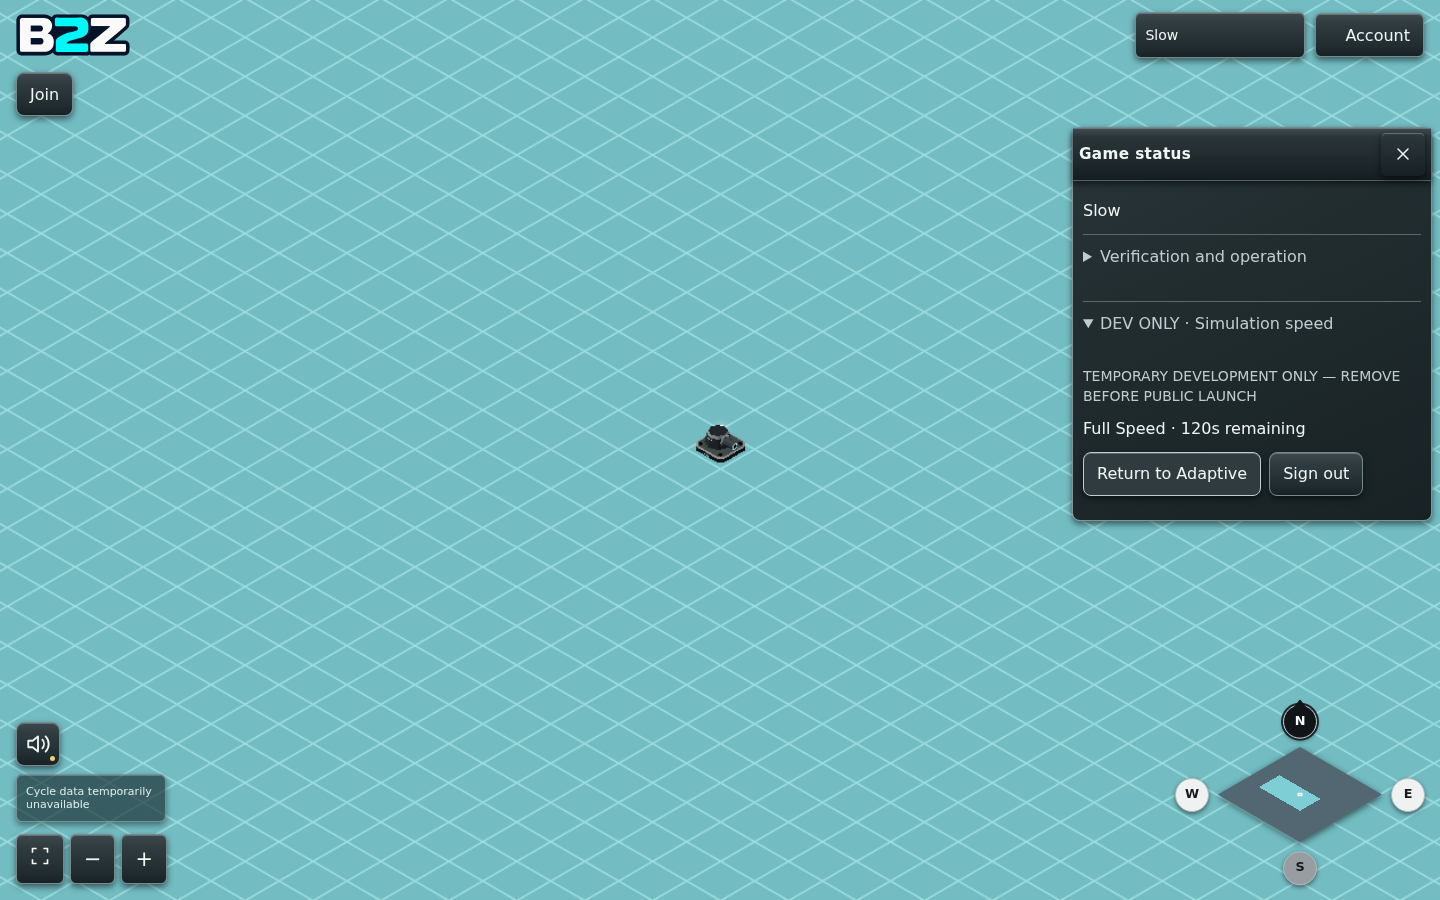 B2Z
Slow
Account
Join
Game status
Slow
Verification and operation
DEV ONLY · Simulation speed
TEMPORARY DEVELOPMENT ONLY — REMOVE
BEFORE PUBLIC LAUNCH
Full Speed · 120s remaining
Return to Adaptive
Sign out
N
W
E
S
Cycle data temporarily
unavailable